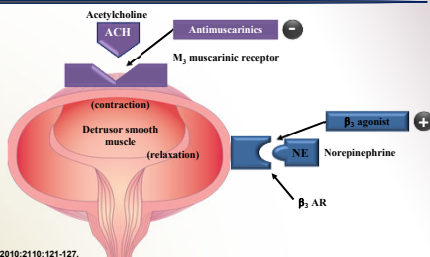 Acetylcholine
ACH
Antimuscarinics
-
M3 muscarinic receptor
(contraction)
Detrusor smooth
muscle
(relaxation)
β3 agonist
+
NE
Norepinephrine
β3 AR
2010:2110:121-127.